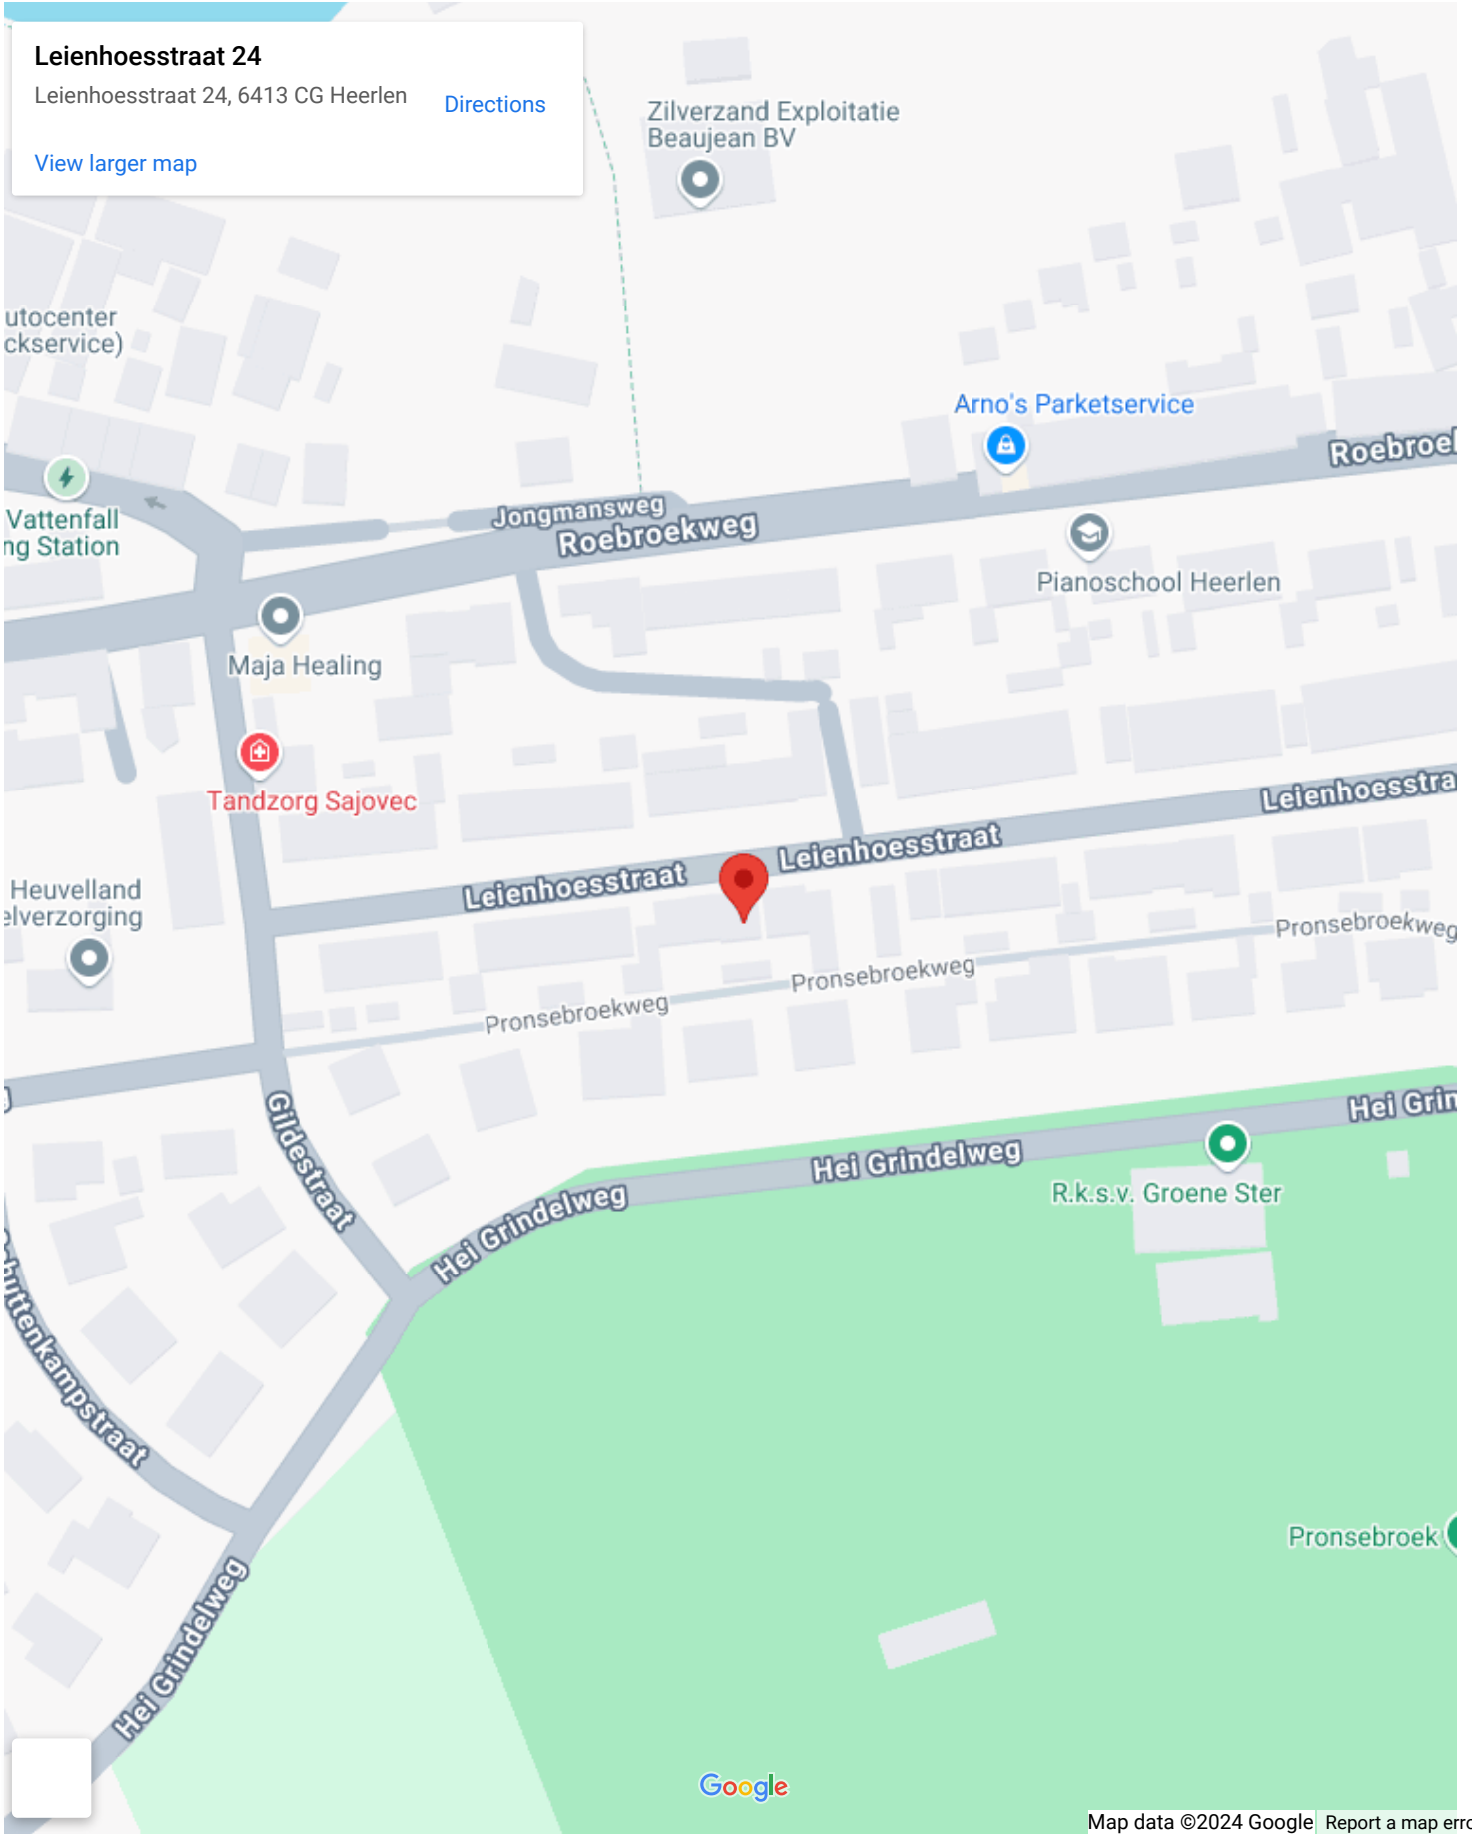 Leienhoesstraat 24
Leienhoesstraat 24, 6413 CG Heerlen
Directions
View larger map
Zilverzand Exploitatie
Beaujean BV
utocenter
ckservice)
Arno's Parketservice
Roebroe
Vattenfall
ng Station
Jongmansweg
Roebroekweg
Pianoschool Heerlen
Maja Healing
Tandzorg Sajovec
Leienhoesstra
Leienhoesstraat
Leienhoesstraat
Heuvelland
elverzorging
Pronsebroekweg
Pronsebroekweg
Pronsebroekweg
Gildestraat
Hei Grin
Hei Grindelweg
Hei Grindelweg
R.k.s.v. Groene Ster
huttenkampstraat
Pronsebroek
Hei Grindelweg
Google
Map data ©2024 Google
Report a map erro